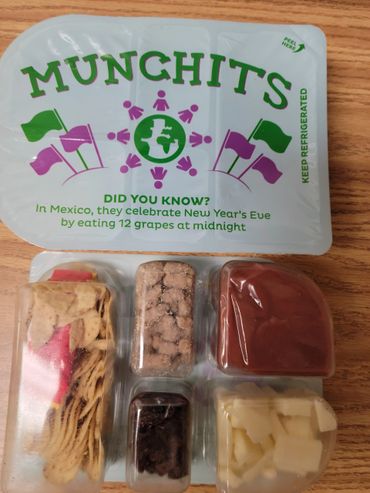 PEEL HERE
MUNCHITS
KEEP REFRIGERATED
DID YOU KNOW?
In Mexico, they celebrate New Year's Eve
by eating 12 grapes at midnight